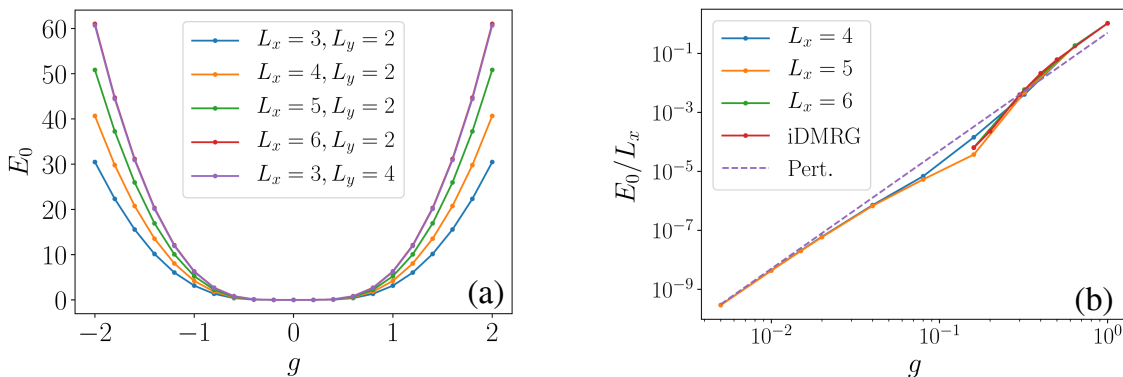 60
50
40
30
20
10
0
E_0
−2
−1
0
1
2
g
L_x = 3, L_y = 2
L_x = 4, L_y = 2
L_x = 5, L_y = 2
L_x = 6, L_y = 2
L_x = 3, L_y = 4
(a)
10^{−1}
10^{−3}
10^{−5}
10^{−7}
10^{−9}
E_0/L_x
10^{−2}
10^{−1}
10^0
g
L_x = 4
L_x = 5
L_x = 6
iDMRG
Pert.
(b)